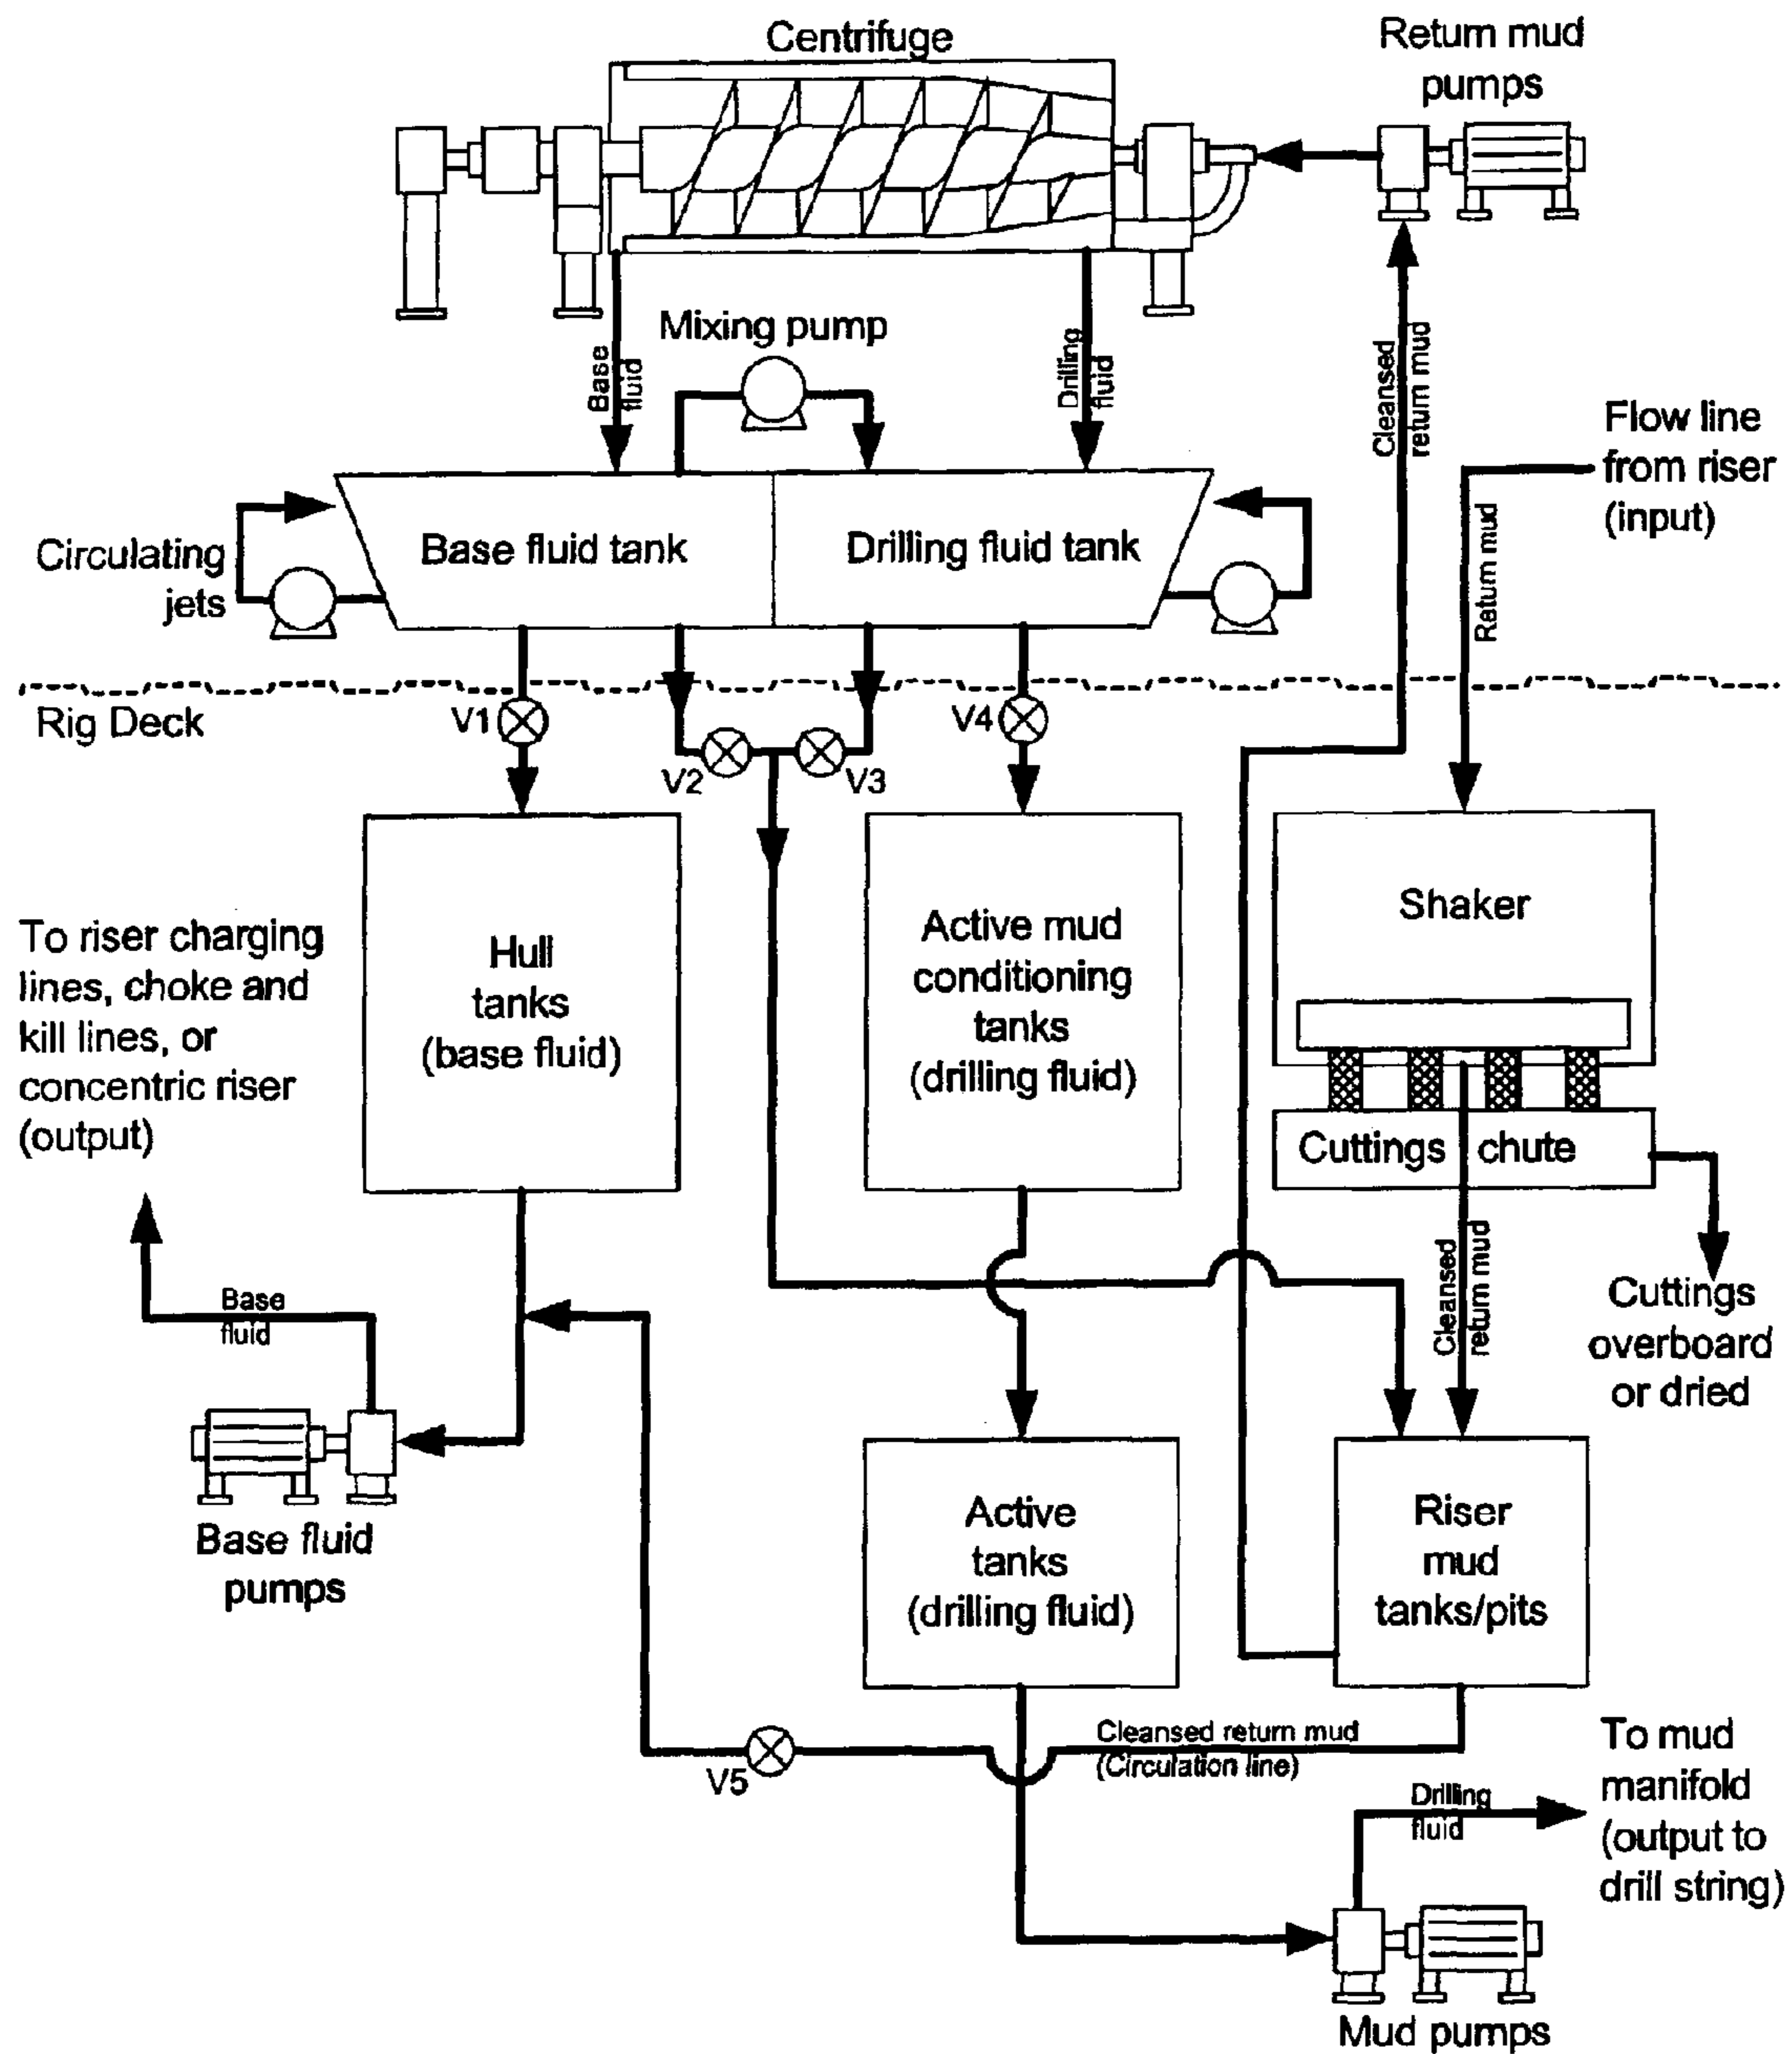 Centrifuge
Return mud
pumps
Mixing pump
Base
fluid
Drilling
fluid
Cleansed
return mud
Flow line
from riser
(input)
Return mud
Circulating
jets
Base fluid tank
Drilling fluid tank
Rig Deck
V1
V2
V3
V4
To riser charging
lines, choke and
kill lines, or
concentric riser
(output)
Hull
tanks
(base fluid)
Active mud
conditioning
tanks
(drilling fluid)
Shaker
Cuttings chute
Cleansed
return mud
Cuttings
overboard
or dried
Base
fluid
Base fluid
pumps
Active
tanks
(drilling fluid)
Riser
mud
tanks/pits
V5
Cleansed return mud
(Circulation line)
To mud
manifold
(output to
drill string)
Drilling
fluid
Mud pumps